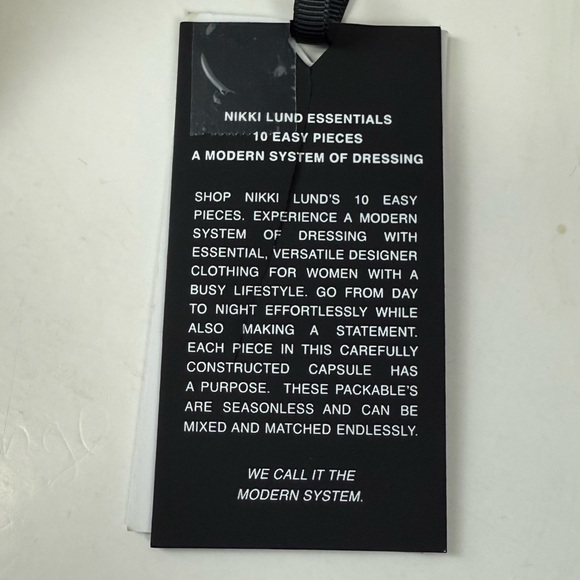 NIKKI LUND ESSENTIALS
10 EASY PIECES
A MODERN SYSTEM OF DRESSING
SHOP NIKKI LUND'S 10 EASY
PIECES. EXPERIENCE A MODERN
SYSTEM OF DRESSING WITH
ESSENTIAL, VERSATILE DESIGNER
CLOTHING FOR WOMEN WITH A
BUSY LIFESTYLE. GO FROM DAY
TO NIGHT EFFORTLESSLY WHILE
ALSO MAKING A STATEMENT.
EACH PIECE IN THIS CAREFULLY
CONSTRUCTED CAPSULE HAS
A PURPOSE. THESE PACKABLE'S
ARE SEASONLESS AND CAN BE
MIXED AND MATCHED ENDLESSLY.
WE CALL IT THE
MODERN SYSTEM.